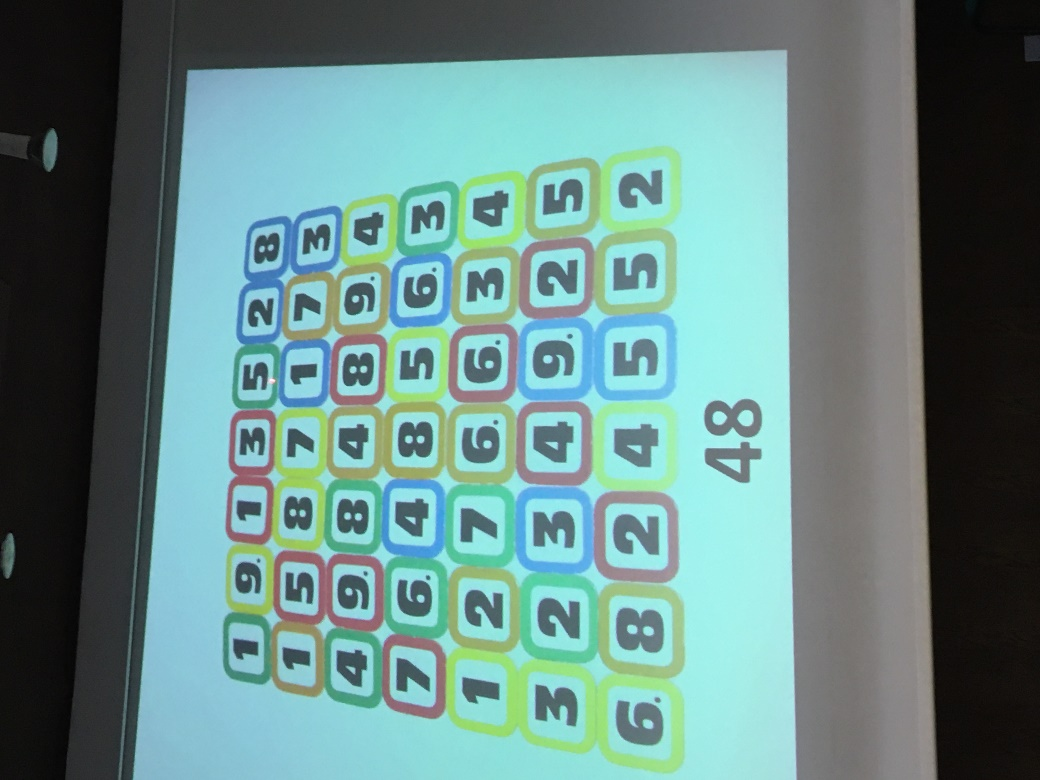 1 9. 1 3 5 2 8
1 5 8 7 1 7 3
4 9. 8 4 8 9. 4
7 6. 4 8 5 6. 3
1 2 7 6. 6. 3 4
3 2 3 4 9. 2 5
6. 8 2 4 5 5 2
48